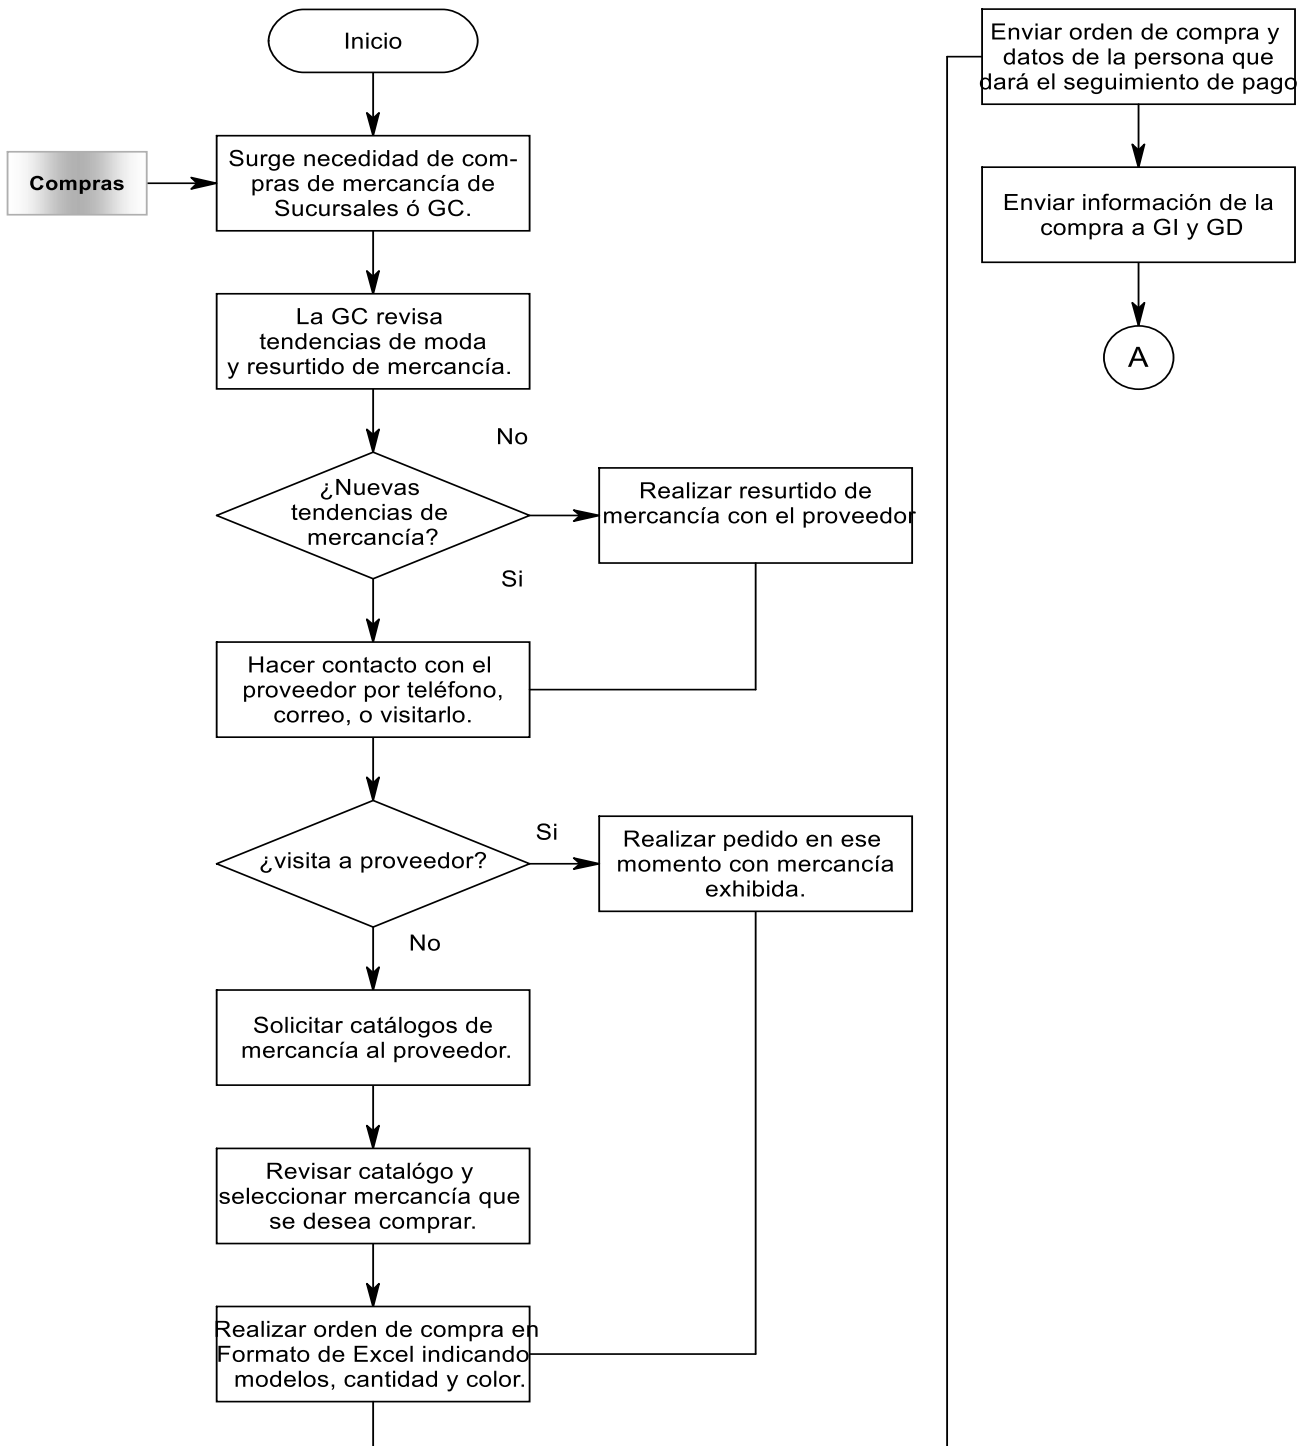 Inicio
Compras
Surge necedidad de com-
pras de mercancía de
Sucursales ó GC.
La GC revisa
tendencias de moda
y resurtido de mercancía.
No
¿Nuevas
tendencias de
mercancía?
Realizar resurtido de
mercancía con el proveedor
Si
Hacer contacto con el
proveedor por teléfono,
correo, o visitarlo.
¿visita a proveedor?
Si
Realizar pedido en ese
momento con mercancía
exhibida.
No
Solicitar catálogos de
mercancía al proveedor.
Revisar catalógo y
seleccionar mercancía que
se desea comprar.
Realizar orden de compra en
Formato de Excel indicando
modelos, cantidad y color.
Enviar orden de compra y
datos de la persona que
dará el seguimiento de pago
Enviar información de la
compra a GI y GD
A